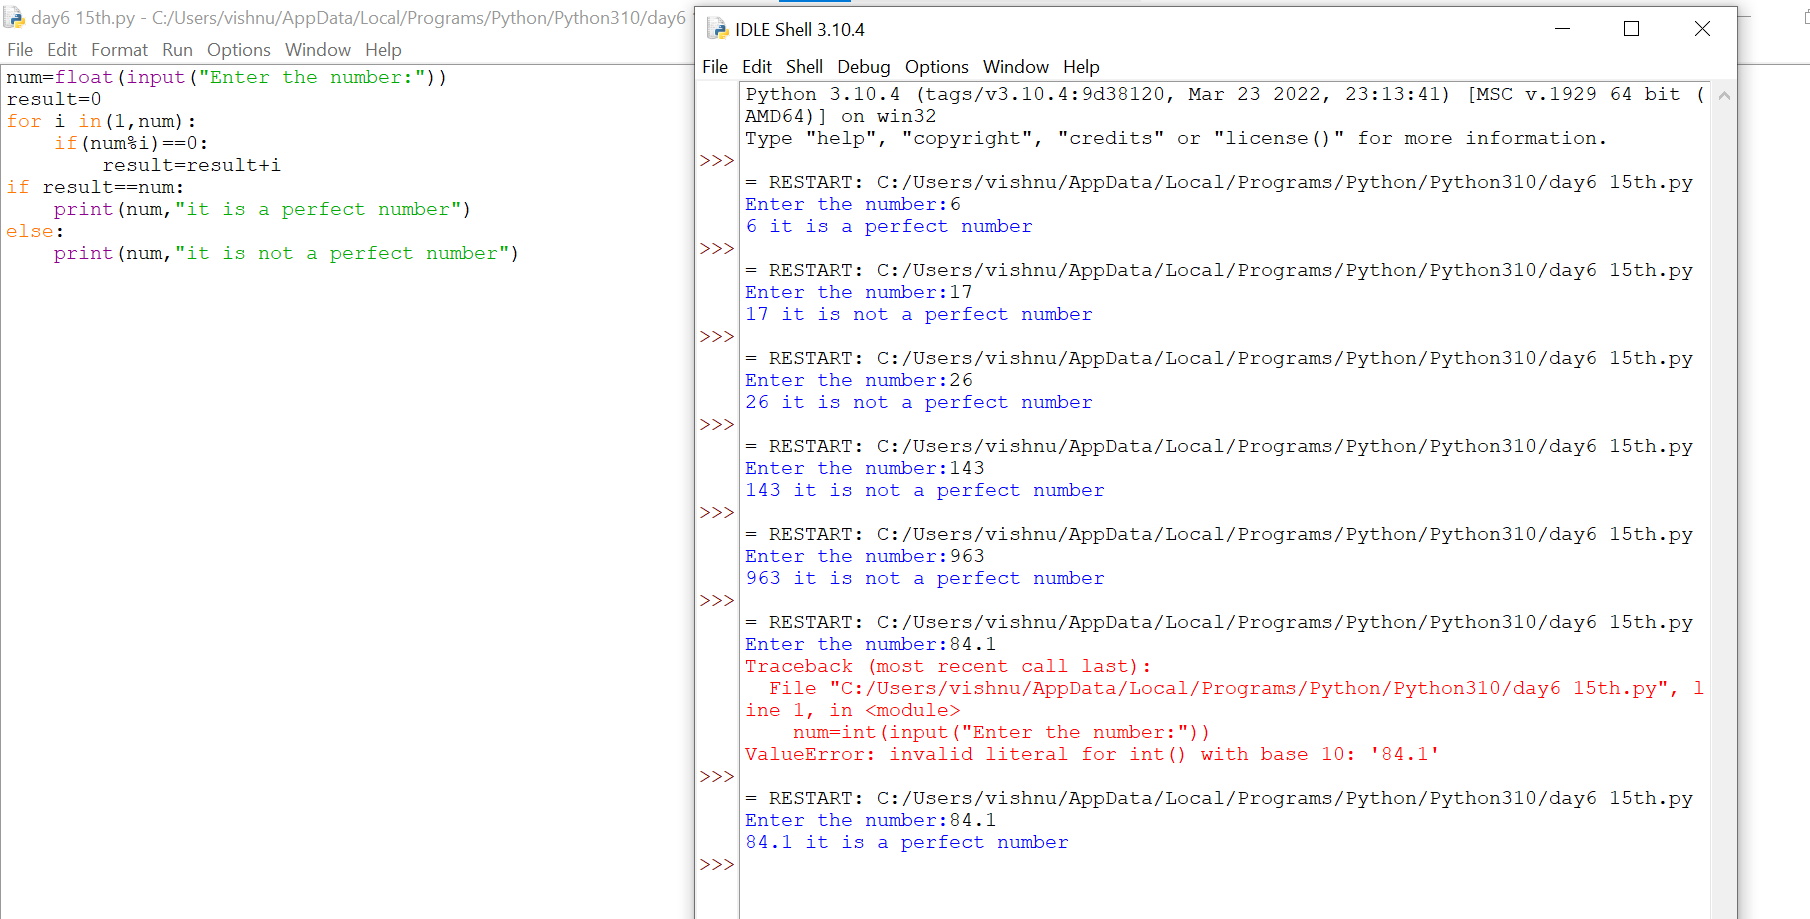 day6 15th.py - C:/Users/vishnu/AppData/Local/Programs/Python/Python310/day6
File Edit Format Run Options Window Help
num=float(input("Enter the number:"))
result=0
for i in(1,num):
    if(num%i)==0:
        result=result+i
if result==num:
    print(num,"it is a perfect number")
else:
    print(num,"it is not a perfect number")
IDLE Shell 3.10.4
File Edit Shell Debug Options Window Help
Python 3.10.4 (tags/v3.10.4:9d38120, Mar 23 2022, 23:13:41) [MSC v.1929 64 bit (
AMD64)] on win32
Type "help", "copyright", "credits" or "license()" for more information.
>>>
= RESTART: C:/Users/vishnu/AppData/Local/Programs/Python/Python310/day6 15th.py
Enter the number:6
6 it is a perfect number
>>>
= RESTART: C:/Users/vishnu/AppData/Local/Programs/Python/Python310/day6 15th.py
Enter the number:17
17 it is not a perfect number
>>>
= RESTART: C:/Users/vishnu/AppData/Local/Programs/Python/Python310/day6 15th.py
Enter the number:26
26 it is not a perfect number
>>>
= RESTART: C:/Users/vishnu/AppData/Local/Programs/Python/Python310/day6 15th.py
Enter the number:143
143 it is not a perfect number
>>>
= RESTART: C:/Users/vishnu/AppData/Local/Programs/Python/Python310/day6 15th.py
Enter the number:963
963 it is not a perfect number
>>>
= RESTART: C:/Users/vishnu/AppData/Local/Programs/Python/Python310/day6 15th.py
Enter the number:84.1
Traceback (most recent call last):
  File "C:/Users/vishnu/AppData/Local/Programs/Python/Python310/day6 15th.py", l
ine 1, in <module>
    num=int(input("Enter the number:"))
ValueError: invalid literal for int() with base 10: '84.1'
>>>
= RESTART: C:/Users/vishnu/AppData/Local/Programs/Python/Python310/day6 15th.py
Enter the number:84.1
84.1 it is a perfect number
>>>